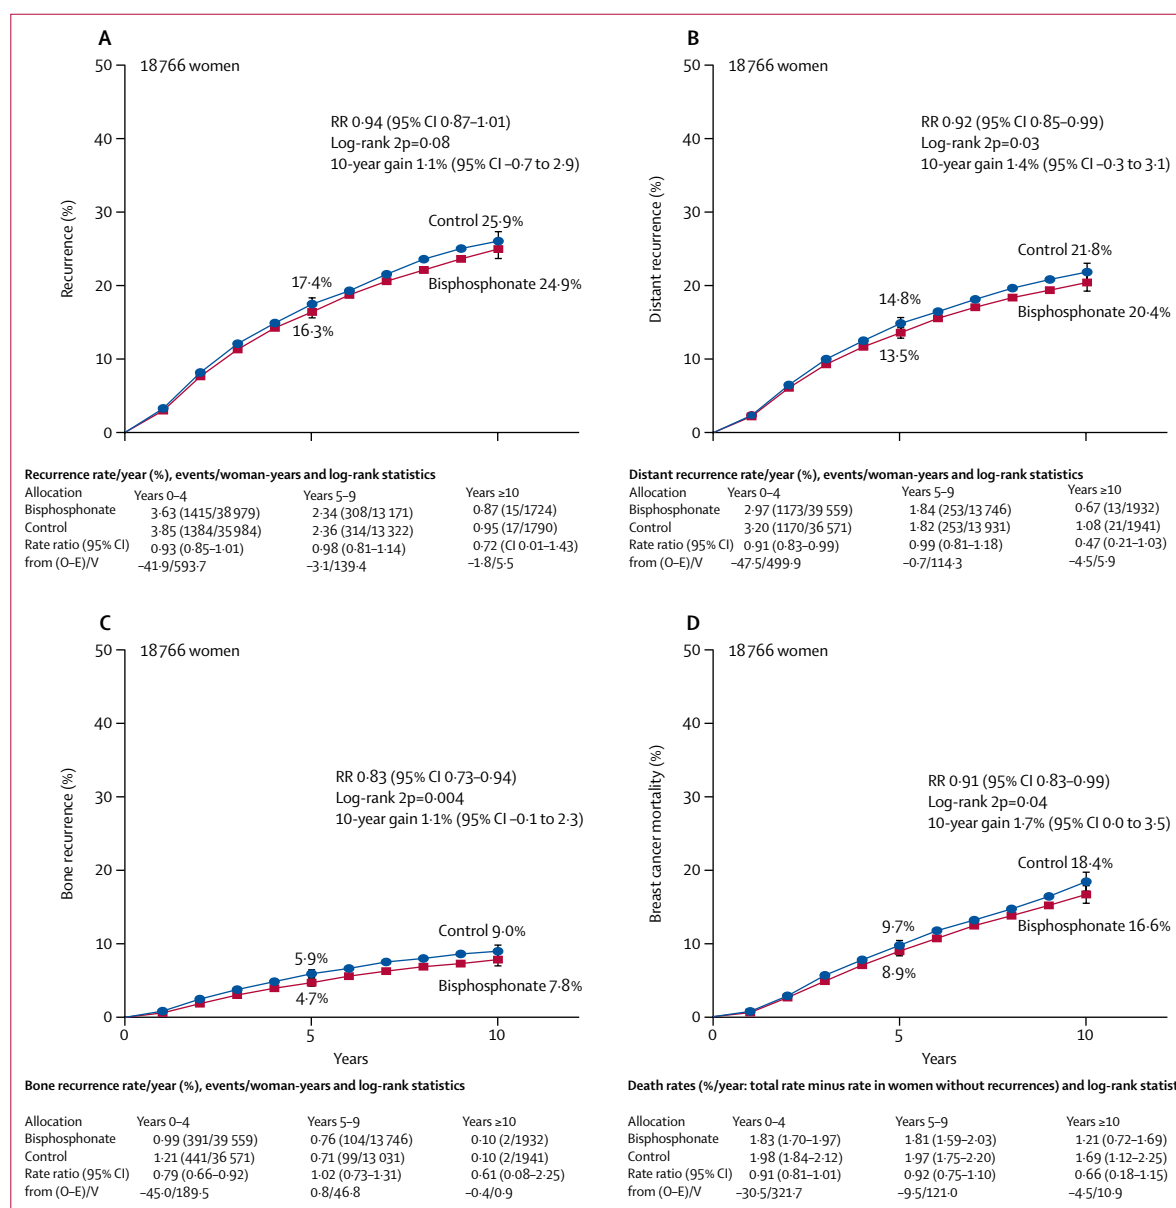 A
50
18 766 women
RR 0·94 (95% CI 0·87–1·01)
Log-rank 2p=0·08
10-year gain 1·1% (95% CI –0·7 to 2·9)
40
30
20
10
0
Recurrence (%)
Control 25·9%
17·4%
Bisphosphonate 24·9%
16·3%
Recurrence rate/year (%), events/woman-years and log-rank statistics
Allocation Years 0–4 Years 5–9 Years ≥10
Bisphosphonate 3·63 (1415/38 979) 2·34 (308/13 171) 0·87 (15/1724)
Control 3·85 (1384/35 984) 2·36 (314/13 322) 0·95 (17/1790)
Rate ratio (95% CI) 0·93 (0·85–1·01) 0·98 (0·81–1·14) 0·72 (CI 0·01–1·43)
from (O–E)/V –41·9/593·7 –3·1/139·4 –1·8/5·5
B
50
18 766 women
RR 0·92 (95% CI 0·85–0·99)
Log-rank 2p=0·03
10-year gain 1·4% (95% CI –0·3 to 3·1)
40
30
20
10
0
Distant recurrence (%)
Control 21·8%
14·8%
Bisphosphonate 20·4%
13·5%
Distant recurrence rate/year (%), events/woman-years and log-rank statistics
Allocation Years 0–4 Years 5–9 Years ≥10
Bisphosphonate 2·97 (1173/39 559) 1·84 (253/13 746) 0·67 (13/1932)
Control 3·20 (1170/36 571) 1·82 (253/13 931) 1·08 (21/1941)
Rate ratio (95% CI) 0·91 (0·83–0·99) 0·99 (0·81–1·18) 0·47 (0·21–1·03)
from (O–E)/V –47·5/499·9 –0·7/114·3 –4·5/5·9
C
50
18 766 women
RR 0·83 (95% CI 0·73–0·94)
Log-rank 2p=0·004
10-year gain 1·1% (95% CI –0·1 to 2·3)
40
30
20
10
0
Bone recurrence (%)
Control 9·0%
5·9%
Bisphosphonate 7·8%
4·7%
0 5 10
Years
Bone recurrence rate/year (%), events/woman-years and log-rank statistics
Allocation Years 0–4 Years 5–9 Years ≥10
Bisphosphonate 0·99 (391/39 559) 0·76 (104/13 746) 0·10 (2/1932)
Control 1·21 (441/36 571) 0·71 (99/13 031) 0·10 (2/1941)
Rate ratio (95% CI) 0·79 (0·66–0·92) 1·02 (0·73–1·31) 0·61 (0·08–2·25)
from (O–E)/V –45·0/189·5 0·8/46·8 –0·4/0·9
D
50
18 766 women
RR 0·91 (95% CI 0·83–0·99)
Log-rank 2p=0·04
10-year gain 1·7% (95% CI 0·0 to 3·5)
40
30
20
10
0
Breast cancer mortality (%)
Control 18·4%
9·7%
Bisphosphonate 16·6%
8·9%
0 5 10
Years
Death rates (%/year: total rate minus rate in women without recurrences) and log-rank statist
Allocation Years 0–4 Years 5–9 Years ≥10
Bisphosphonate 1·83 (1·70–1·97) 1·81 (1·59–2·03) 1·21 (0·72–1·69)
Control 1·98 (1·84–2·12) 1·97 (1·75–2·20) 1·69 (1·12–2·25)
Rate ratio (95% CI) 0·91 (0·81–1·01) 0·92 (0·75–1·10) 0·66 (0·18–1·15)
from (O–E)/V –30·5/321·7 –9·5/121·0 –4·5/10·9